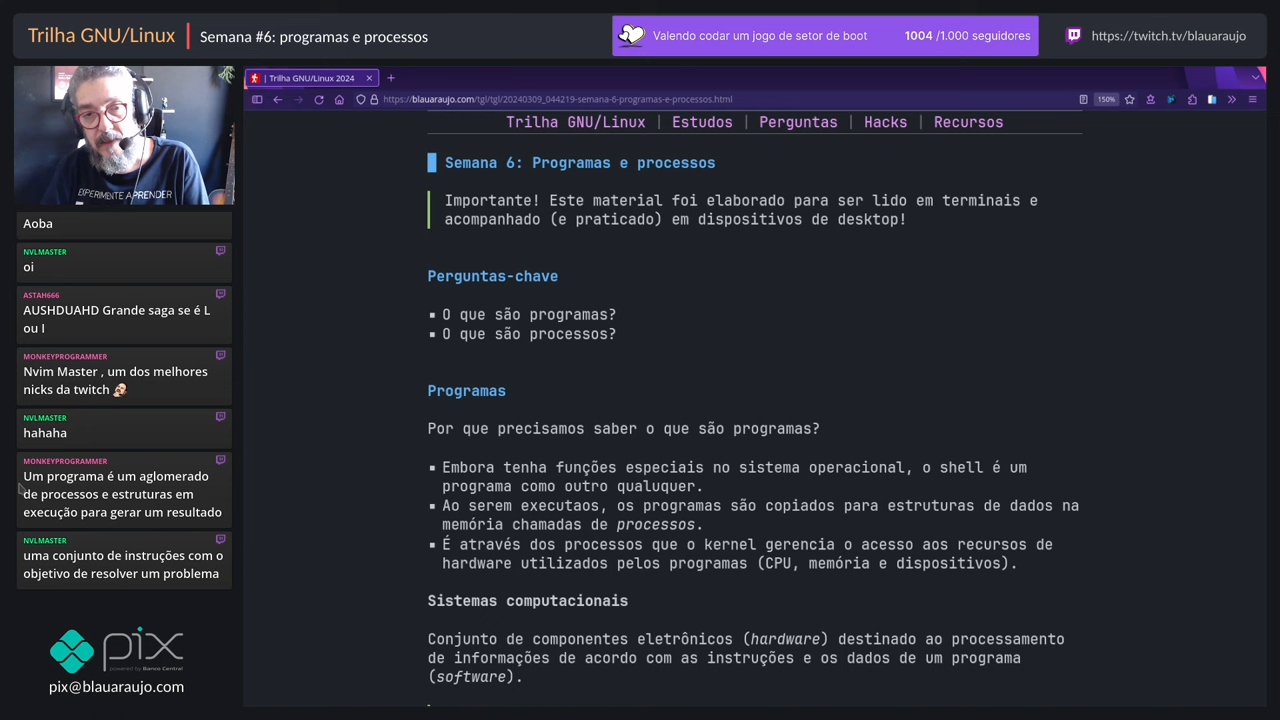 Trilha GNU/Linux
Semana #6: programas e processos
Valendo codar um jogo de setor de boot
1004 /1.000 seguidores
https://twitch.tv/blauaraujo
EXPERIMENTE APRENDER
Aoba
NVLMASTER
oi
ASTAH666
AUSHDUAHD Grande saga se é L
ou I
MONKEYPROGRAMMER
Nvim Master , um dos melhores
nicks da twitch
NVLMASTER
hahaha
MONKEYPROGRAMMER
Um programa é um aglomerado
de processos e estruturas em
execução para gerar um resultado
NVLMASTER
uma conjunto de instruções com o
objetivo de resolver um problema
pix
powered by Banco Central
pix@blauaraujo.com
| Trilha GNU/Linux 2024
https://blauaraujo.com/tgl/tgl/20240309_044219-semana-6-programas-e-processos.html
150%
Trilha GNU/Linux | Estudos | Perguntas | Hacks | Recursos
Semana 6: Programas e processos
Importante! Este material foi elaborado para ser lido em terminais e
acompanhado (e praticado) em dispositivos de desktop!
Perguntas-chave
▪ O que são programas?
▪ O que são processos?
Programas
Por que precisamos saber o que são programas?
▪ Embora tenha funções especiais no sistema operacional, o shell é um
programa como outro qualuquer.
▪ Ao serem executaos, os programas são copiados para estruturas de dados na
memória chamadas de processos.
▪ É através dos processos que o kernel gerencia o acesso aos recursos de
hardware utilizados pelos programas (CPU, memória e dispositivos).
Sistemas computacionais
Conjunto de componentes eletrônicos (hardware) destinado ao processamento
de informações de acordo com as instruções e os dados de um programa
(software).